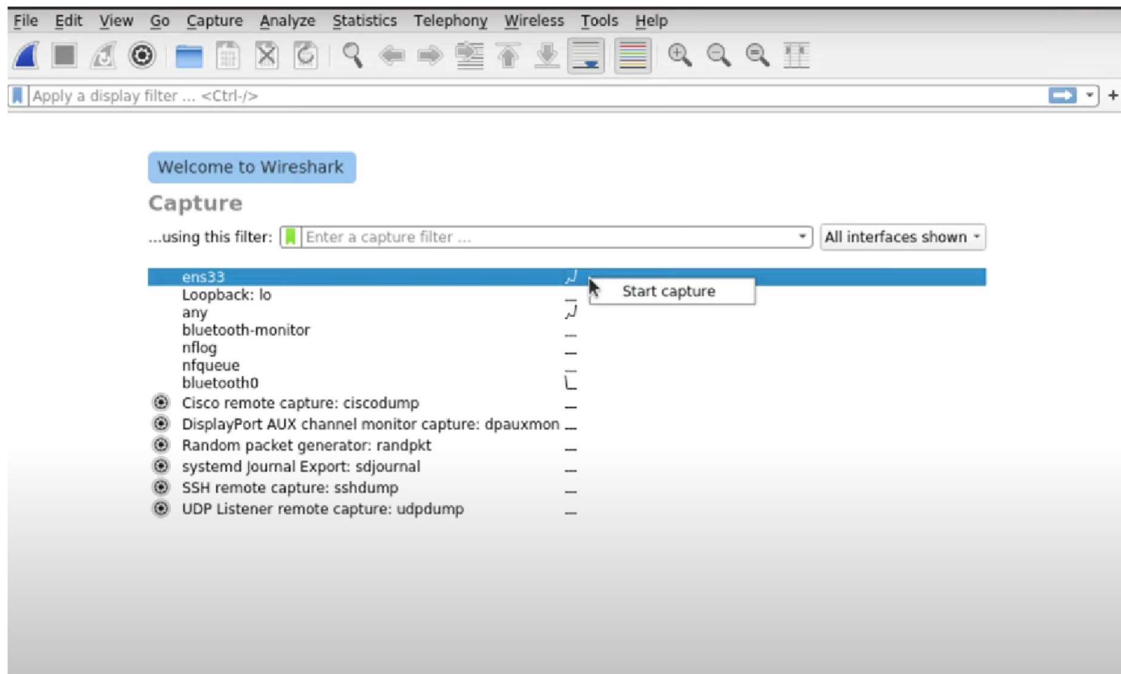 File Edit View Go Capture Analyze Statistics Telephony Wireless Tools Help
Apply a display filter ... <Ctrl-/>
+
Welcome to Wireshark
Capture
...using this filter: Enter a capture filter ... All interfaces shown
ens33
Start capture
Loopback: lo
any
bluetooth-monitor
nflog
nfqueue
bluetooth0
Cisco remote capture: ciscodump
DisplayPort AUX channel monitor capture: dpauxmon
Random packet generator: randpkt
systemd Journal Export: sdjournal
SSH remote capture: sshdump
UDP Listener remote capture: udpdump